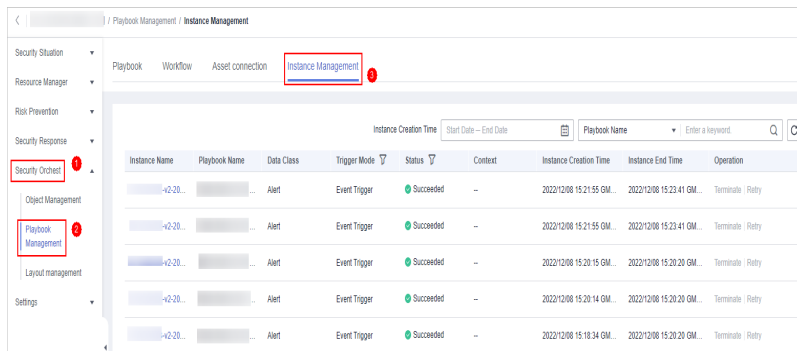 / Playbook Management / Instance Management
Security Situation
Resource Manager
Risk Prevention
Security Response
Security Orchest 1
Object Management
Playbook 2
Management
Layout management
Settings
Playbook Workflow Asset connection Instance Management 3
Instance Creation Time Start Date -- End Date Playbook Name Enter a keyword.
Instance Name Playbook Name Data Class Trigger Mode Status Context Instance Creation Time Instance End Time Operation
-v2-20... ... Alert Event Trigger Succeeded -- 2022/12/08 15:21:55 GM... 2022/12/08 15:23:41 GM... Terminate | Retry
-v2-20... ... Alert Event Trigger Succeeded -- 2022/12/08 15:21:55 GM... 2022/12/08 15:23:41 GM... Terminate | Retry
-v2-20... ... Alert Event Trigger Succeeded -- 2022/12/08 15:20:15 GM... 2022/12/08 15:20:20 GM... Terminate | Retry
-v2-20... ... Alert Event Trigger Succeeded -- 2022/12/08 15:20:14 GM... 2022/12/08 15:20:20 GM... Terminate | Retry
-v2-20... ... Alert Event Trigger Succeeded -- 2022/12/08 15:18:34 GM... 2022/12/08 15:20:20 GM... Terminate | Retry